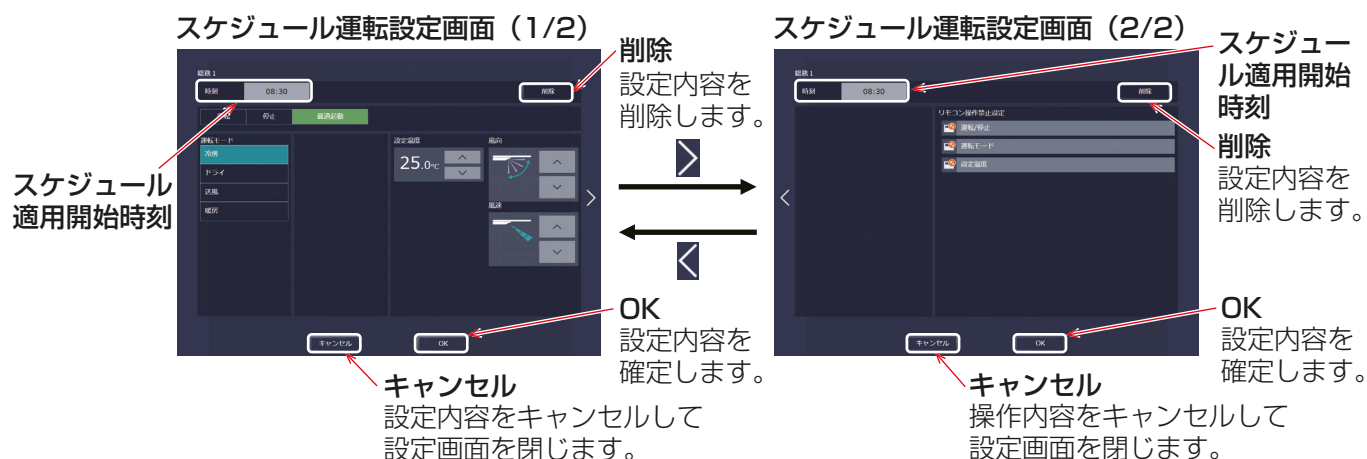 スケジュール運転設定画面（1/2）
総務 1
時刻 08:30
削除
停止 最適起動
運転モード
冷房
ドライ
送風
暖房
設定温度
25.0℃
風向
風速
キャンセル
OK
スケジュール
適用開始時刻
削除
設定内容を
削除します。
OK
設定内容を
確定します。
キャンセル
設定内容をキャンセルして
設定画面を閉じます。
スケジュール運転設定画面（2/2）
総務 1
時刻 08:30
削除
リモコン操作禁止設定
運転/停止
運転モード
設定温度
キャンセル
OK
スケジュー
ル適用開始
時刻
削除
設定内容を
削除します。
OK
設定内容を
確定します。
キャンセル
操作内容をキャンセルして
設定画面を閉じます。